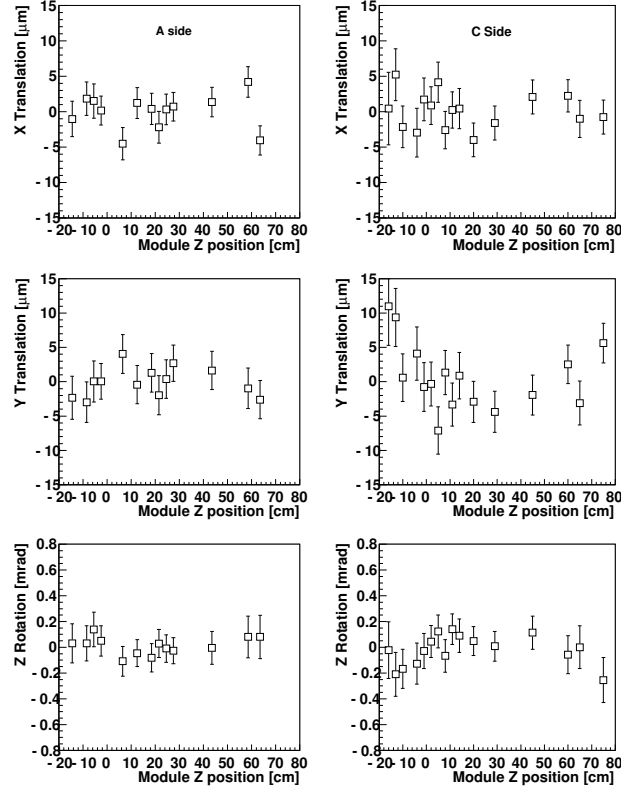 X Translation [μm]
15
10
5
0
- 5
- 10
- 15
A side
- 20 - 10 0 10 20 30 40 50 60 70 80
Module Z position [cm]
X Translation [μm]
15
10
5
0
- 5
- 10
- 15
C Side
- 20 - 10 0 10 20 30 40 50 60 70 80
Module Z position [cm]
Y Translation [μm]
15
10
5
0
- 5
- 10
- 15
- 20 - 10 0 10 20 30 40 50 60 70 80
Module Z position [cm]
Y Translation [μm]
15
10
5
0
- 5
- 10
- 15
- 20 - 10 0 10 20 30 40 50 60 70 80
Module Z position [cm]
Z Rotation [mrad]
0.8
0.6
0.4
0.2
0
- 0.2
- 0.4
- 0.6
- 0.8
- 20 - 10 0 10 20 30 40 50 60 70 80
Module Z position [cm]
Z Rotation [mrad]
0.8
0.6
0.4
0.2
0
- 0.2
- 0.4
- 0.6
- 0.8
- 20 - 10 0 10 20 30 40 50 60 70 80
Module Z position [cm]